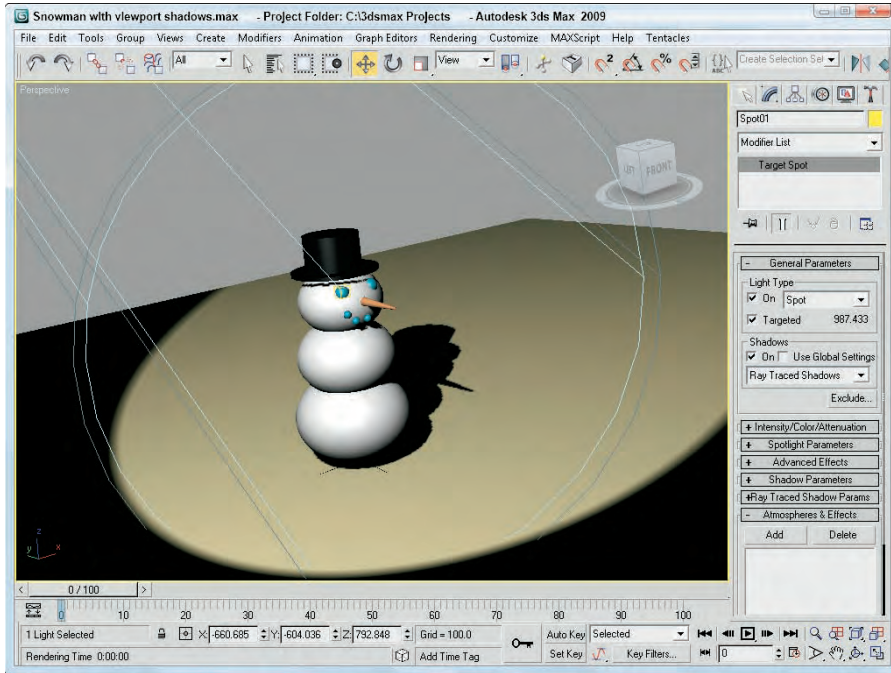 Snowman with viewport shadows.max - Project Folder: C:\3dsmax Projects - Autodesk 3ds Max 2009
File Edit Tools Group Views Create Modifiers Animation Graph Editors Rendering Customize MAXScript Help Tentacles
All View 2 % ABC Create Selection Set
Perspective
FRONT
Spot01
Modifier List
Target Spot
- General Parameters
Light Type
On Spot
Targeted 987.433
Shadows
On Use Global Settings
Ray Traced Shadows
Exclude...
+ Intensity/Color/Attenuation
+ Spotlight Parameters
+ Advanced Effects
+ Shadow Parameters
+Ray Traced Shadow Params
- Atmospheres & Effects
Add Delete
z
y x
< 0 / 100 >
0 10 20 30 40 50 60 70 80 90 100
1 Light Selected X: -660.685 Y: -604.036 Z: 792.848 Grid = 100.0 Auto Key Selected
Rendering Time 0:00:00 Add Time Tag Set Key Key Filters... 0